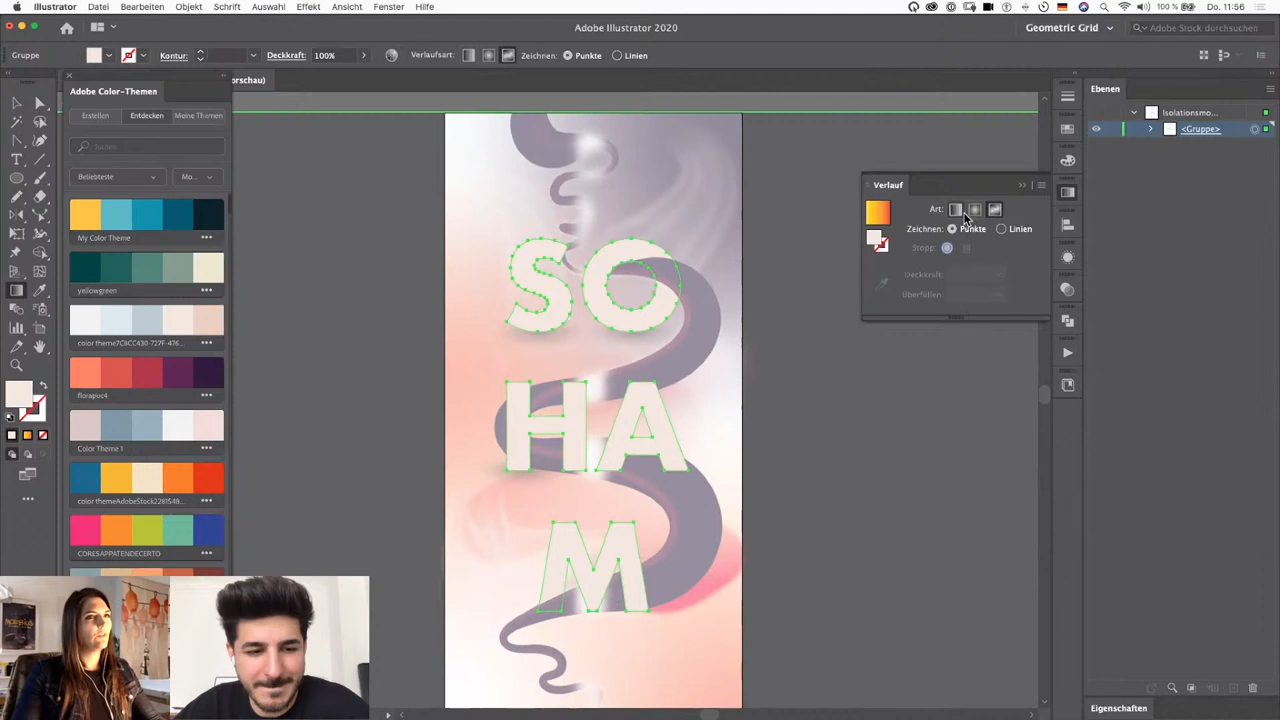 Illustrator Datei Bearbeiten Objekt Schrift Auswahl Effekt Ansicht Fenster Hilfe 100 % Do. 11:56
Adobe Illustrator 2020 Geometric Grid Adobe Stock durchsuchen
Gruppe Kontur: Deckkraft: 100% Verlaufsart: Zeichnen: Punkte Linien
orschau)
Adobe Color-Themen
Erstellen Entdecken Meine Themen
Suchen
Beliebteste Mo...
My Color Theme
yellowgreen
florapoc4
Color Theme 1
CORESAPPATENDECERTO
SO
HA
M
Verlauf
Art:
Zeichnen: Punkte Linien
Stopp:
Deckkraft:
Überfüllen:
Ebenen
Isolationsmo...
<Gruppe>
Eigenschaften